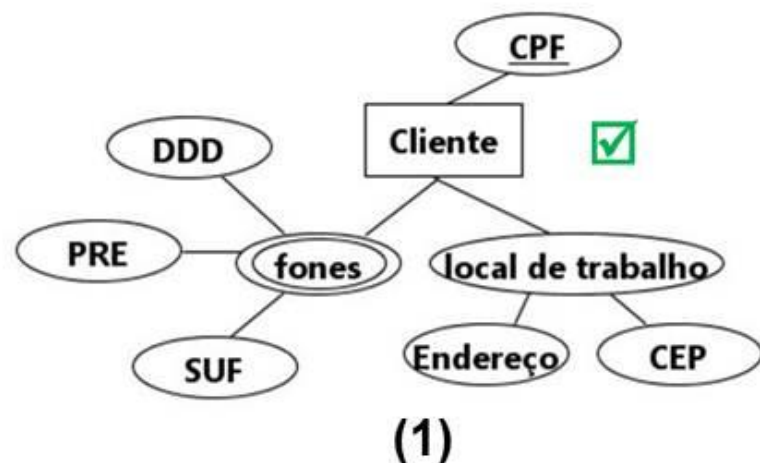 CPF
Cliente
DDD
PRE
fones
local de trabalho
SUF
Endereço
CEP
(1)